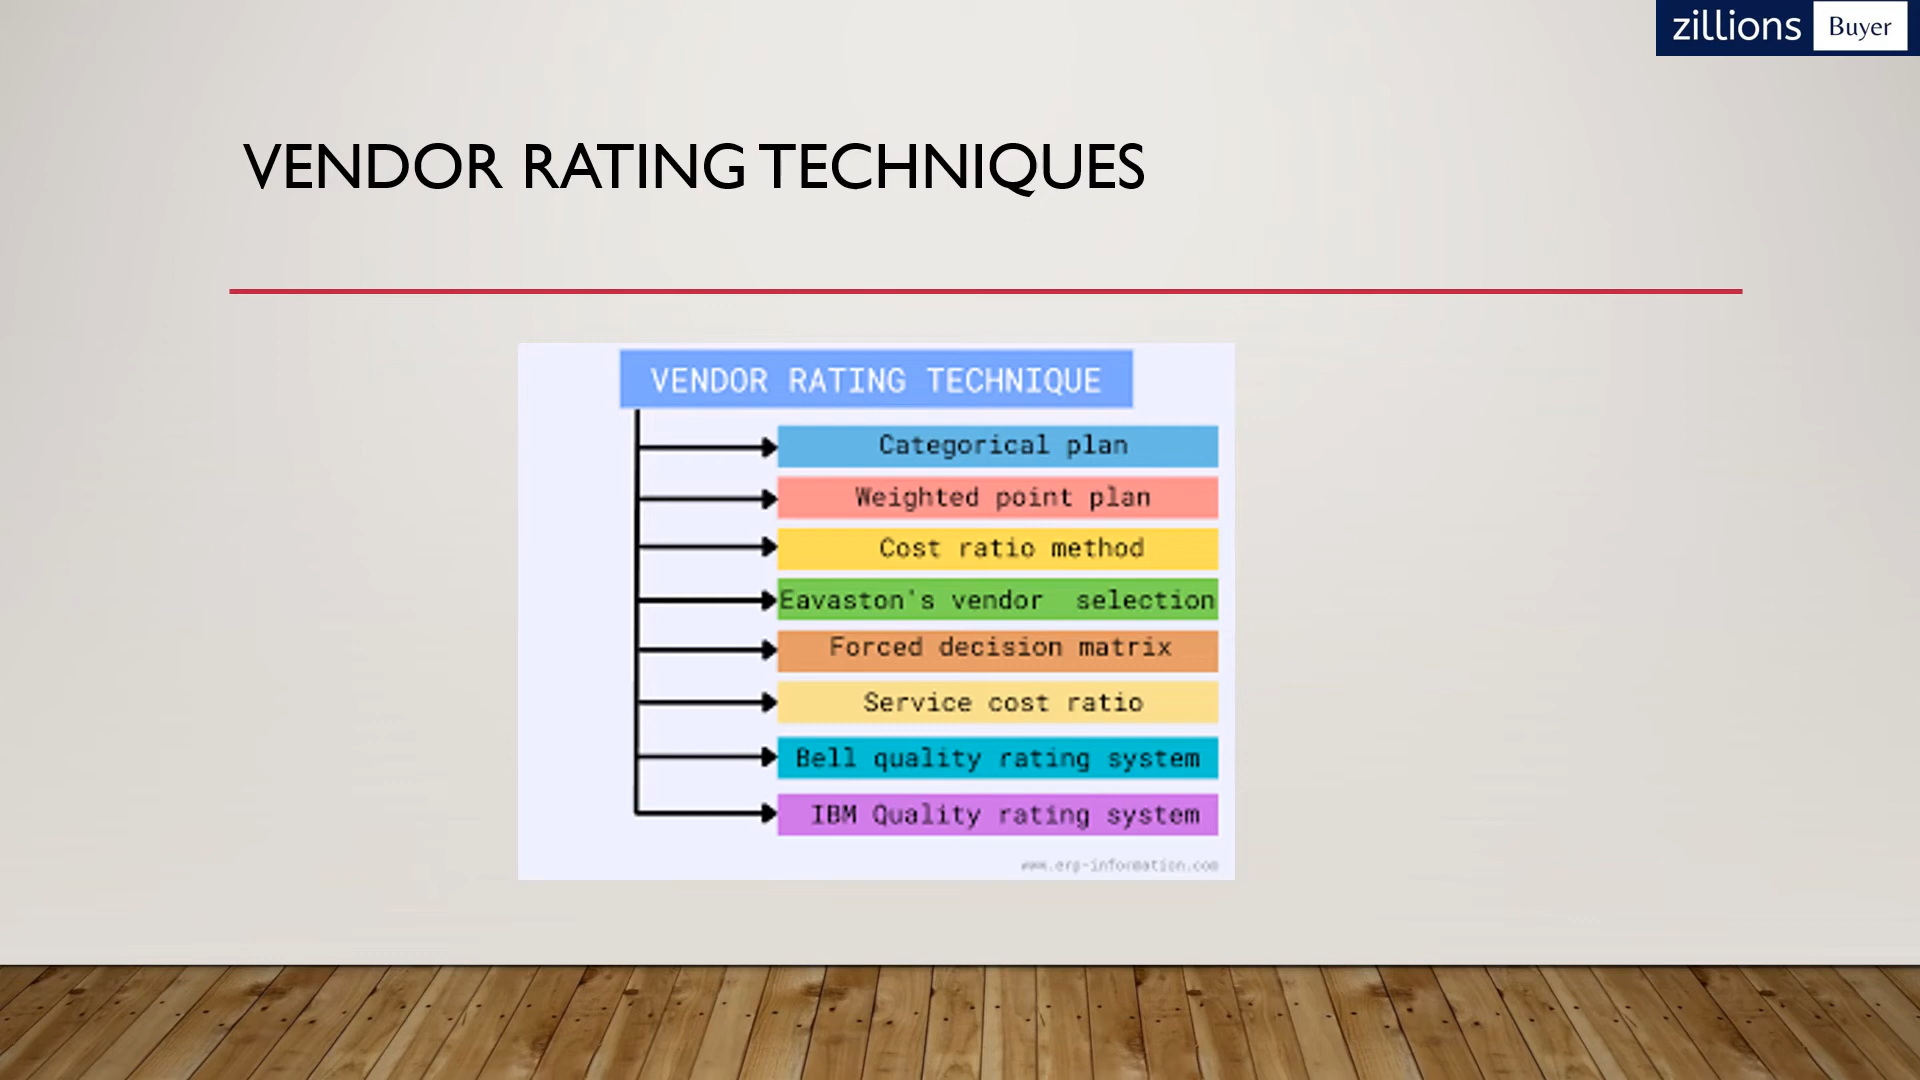 zillions Buyer
VENDOR RATING TECHNIQUES
VENDOR RATING TECHNIQUE
Categorical plan
Weighted point plan
Cost ratio method
Eavaston's vendor selection
Forced decision matrix
Service cost ratio
Bell quality rating system
IBM Quality rating system
www.erp-information.com